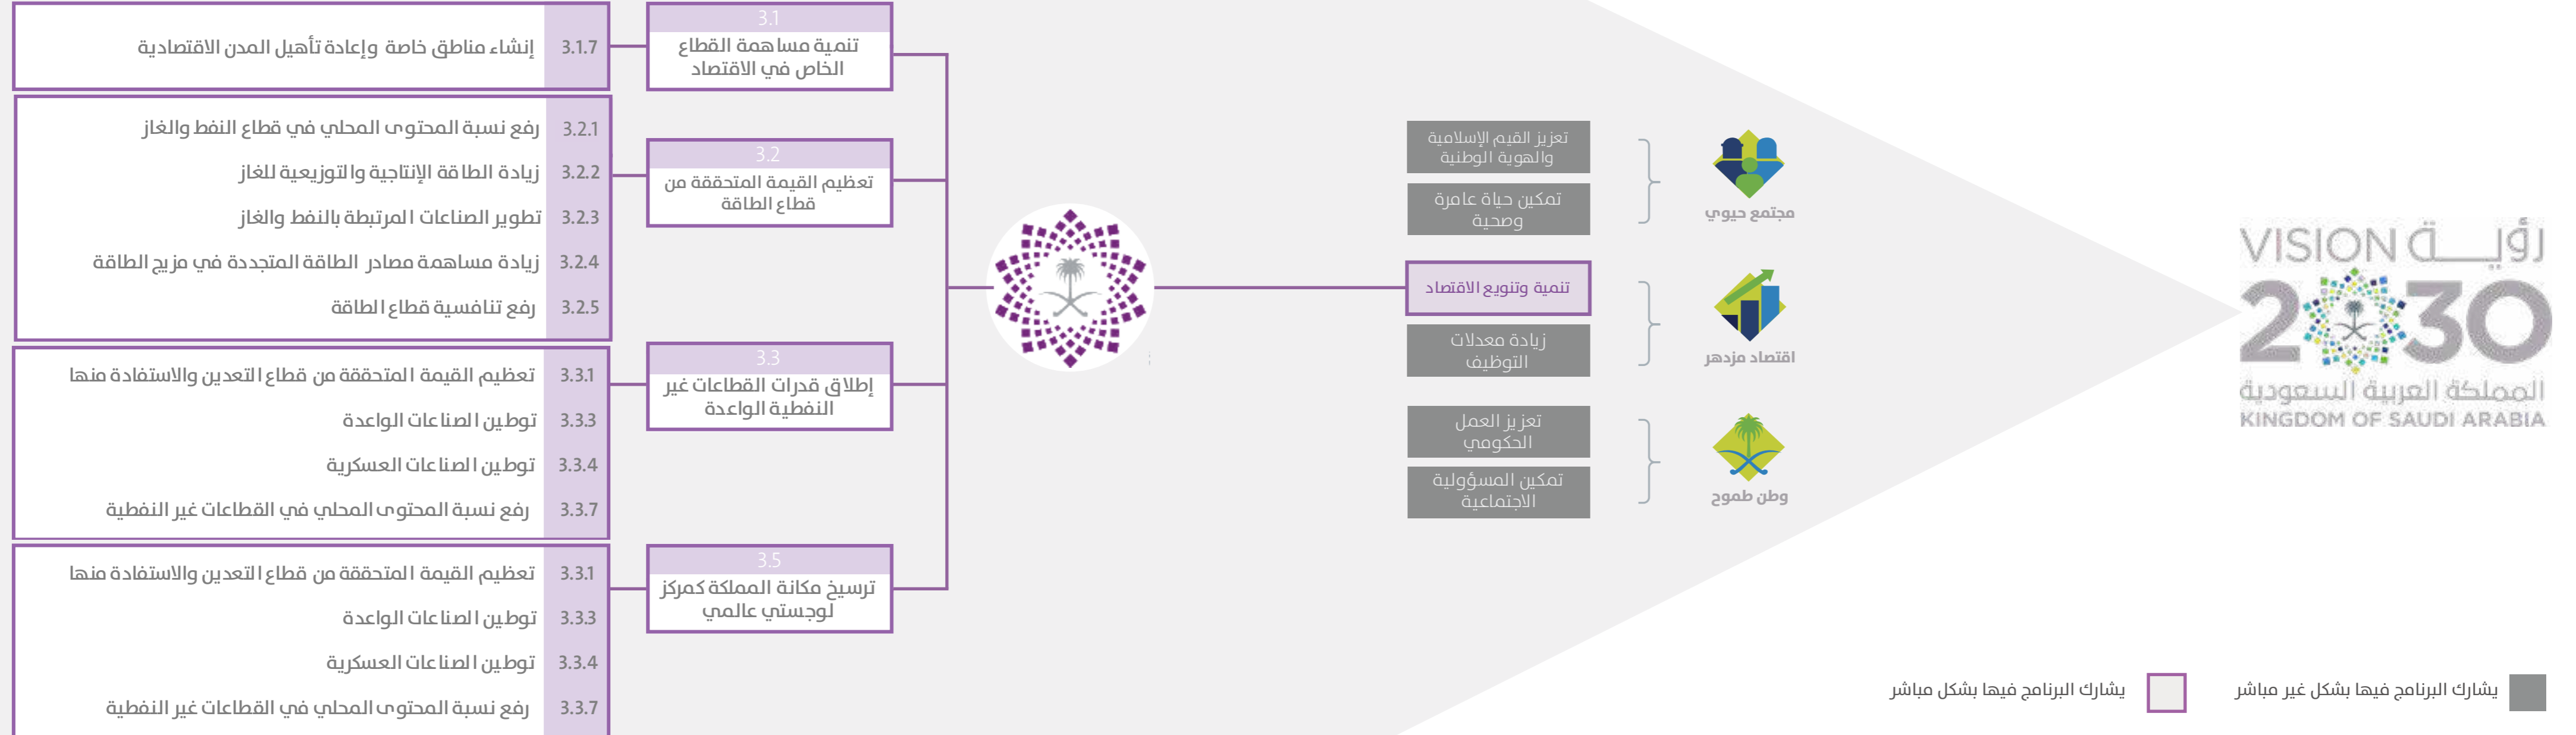 رؤيــــة VISION
2030
المملكة العربية السعودية
KINGDOM OF SAUDI ARABIA
مجتمع حيوي
تعزيز القيم الإسلامية
والهوية الوطنية
تمكين حياة عامرة
وصحية
اقتصاد مزدهر
تنمية وتنويع الاقتصاد
زيادة معدلات
التوظيف
وطن طموح
تعزيز العمل
الحكومي
تمكين المسؤولية
الاجتماعية
3.1
تنمية مساهمة القطاع
الخاص في الاقتصاد
3.1.7 إنشاء مناطق خاصة وإعادة تأهيل المدن الاقتصادية
3.2
تعظيم القيمة المتحققة من
قطاع الطاقة
3.2.1 رفع نسبة المحتوى المحلي في قطاع النفط والغاز
3.2.2 زيادة الطاقة الإنتاجية والتوزيعية للغاز
3.2.3 تطوير الصناعات المرتبطة بالنفط والغاز
3.2.4 زيادة مساهمة مصادر الطاقة المتجددة في مزيج الطاقة
3.2.5 رفع تنافسية قطاع الطاقة
3.3
إطلاق قدرات القطاعات غير
النفطية الواعدة
3.3.1 تعظيم القيمة المتحققة من قطاع التعدين والاستفادة منها
3.3.3 توطين الصناعات الواعدة
3.3.4 توطين الصناعات العسكرية
3.3.7 رفع نسبة المحتوى المحلي في القطاعات غير النفطية
3.5
ترسيخ مكانة المملكة كمركز
لوجستي عالمي
3.3.1 تعظيم القيمة المتحققة من قطاع التعدين والاستفادة منها
3.3.3 توطين الصناعات الواعدة
3.3.4 توطين الصناعات العسكرية
3.3.7 رفع نسبة المحتوى المحلي في القطاعات غير النفطية
يشارك البرنامج فيها بشكل غير مباشر
يشارك البرنامج فيها بشكل مباشر